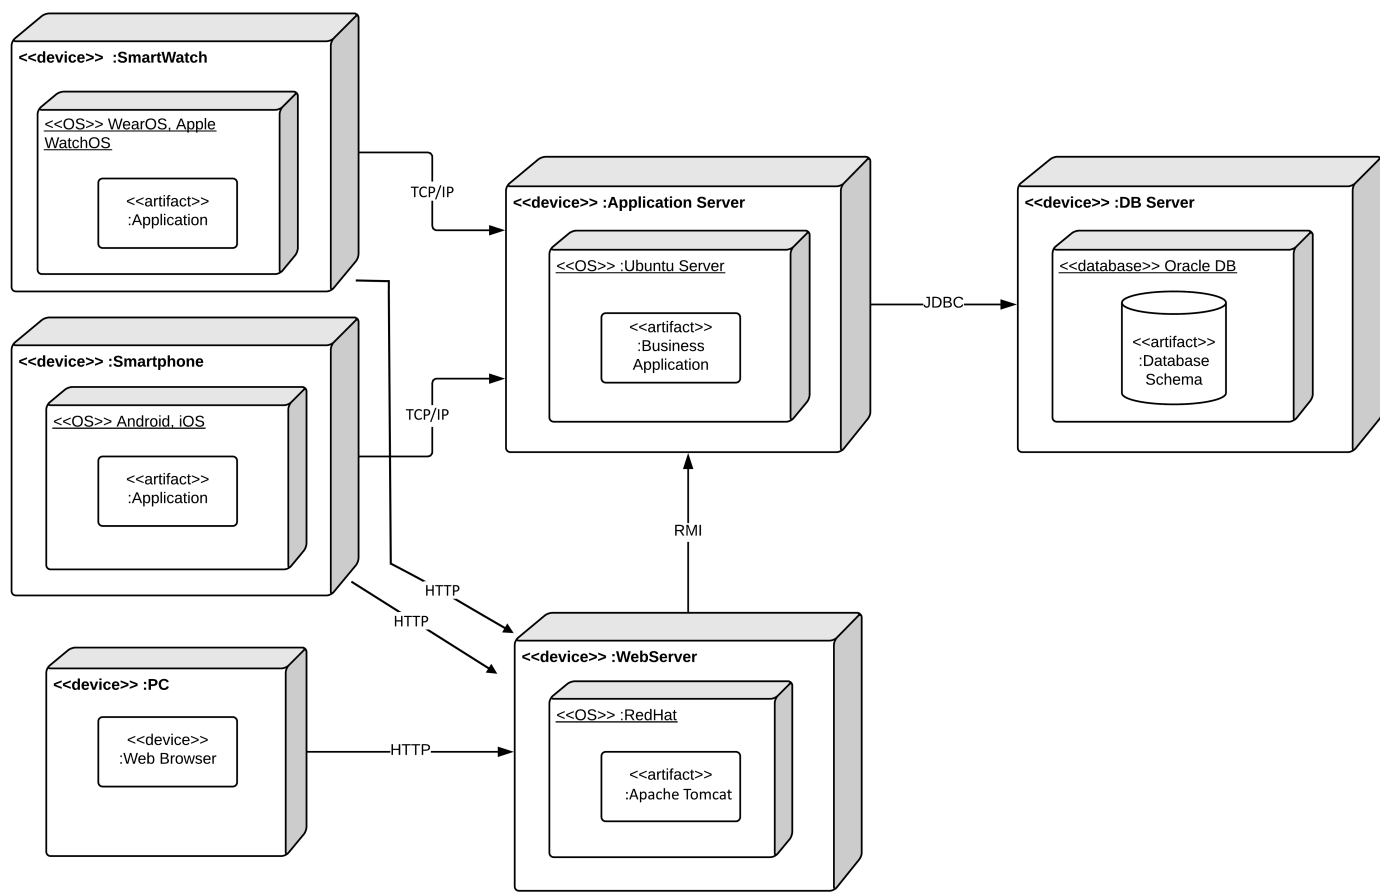 <<device>>  :SmartWatch
<<OS>> WearOS, Apple
WatchOS
<<artifact>>
:Application
TCP/IP
<<device>> :Application Server
<<OS>> :Ubuntu Server
<<artifact>>
:Business
Application
JDBC
<<device>> :DB Server
<<database>> Oracle DB
<<artifact>>
:Database
Schema
<<device>> :Smartphone
<<OS>> Android, iOS
<<artifact>>
:Application
TCP/IP
RMI
HTTP
HTTP
<<device>> :PC
<<device>>
:Web Browser
HTTP
<<device>> :WebServer
<<OS>> :RedHat
<<artifact>>
:Apache Tomcat